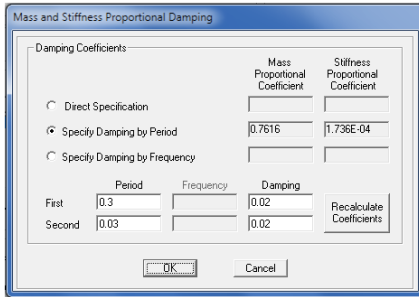 Mass and Stiffness Proportional Damping
Damping Coefficients
Mass Proportional Coefficient
Stiffness Proportional Coefficient
Direct Specification
Specify Damping by Period
0.7616
1.736E-04
Specify Damping by Frequency
Period
Frequency
Damping
First
0.3
0.02
Second
0.03
0.02
Recalculate Coefficients
OK
Cancel